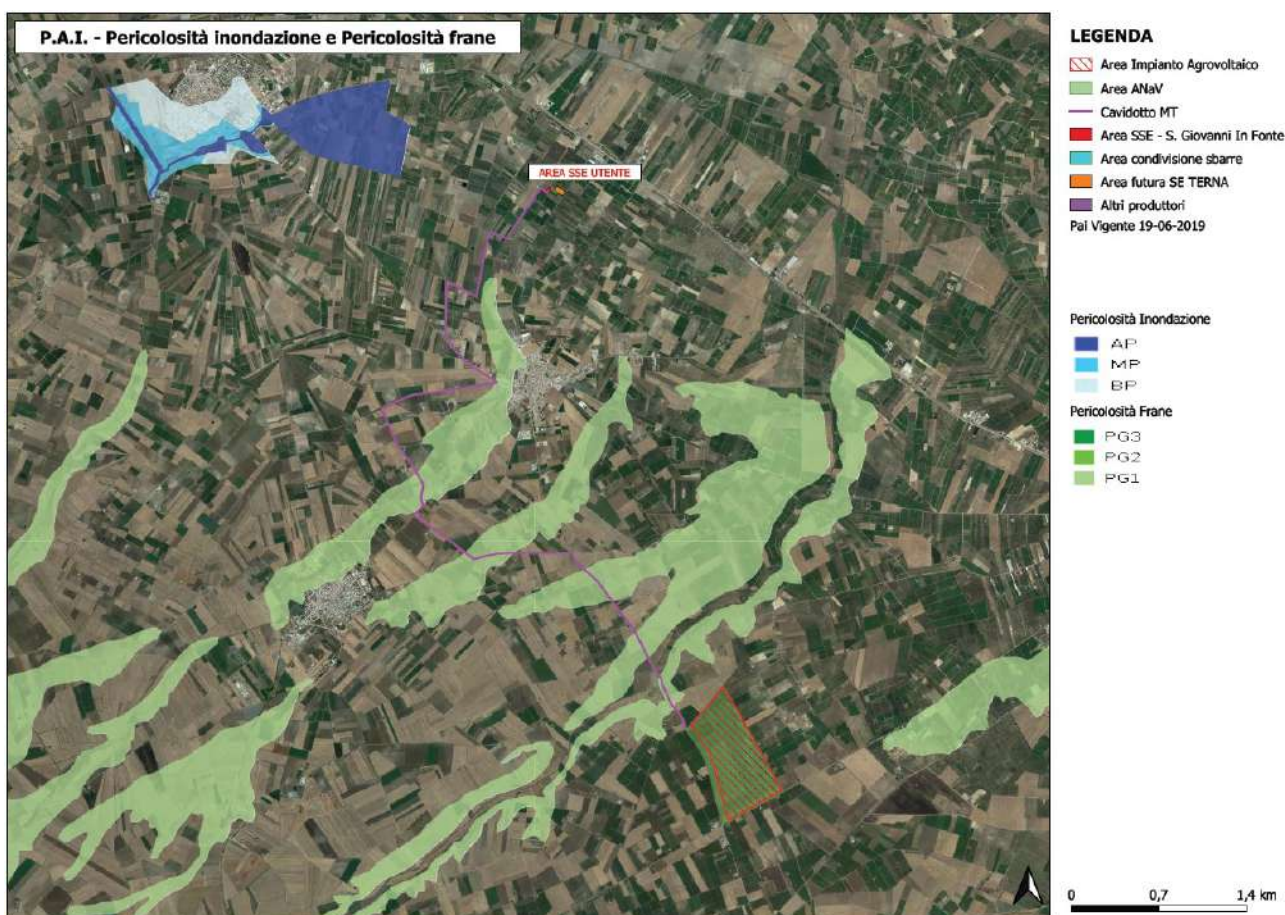 P.A.I. - Pericolosità inondazione e Pericolosità frane
AREA SSE UTENTE
LEGENDA
Area Impianto Agrovoltaico
Area ANaV
Cavidotto MT
Area SSE - S. Giovanni In Fonte
Area condivisione sbarre
Area futura SE TERNA
Altri produttori
Pai Vigente 19-06-2019
Pericolosità Inondazione
AP
MP
BP
Pericolosità Frane
PG3
PG2
PG1
0 0,7 1,4 km